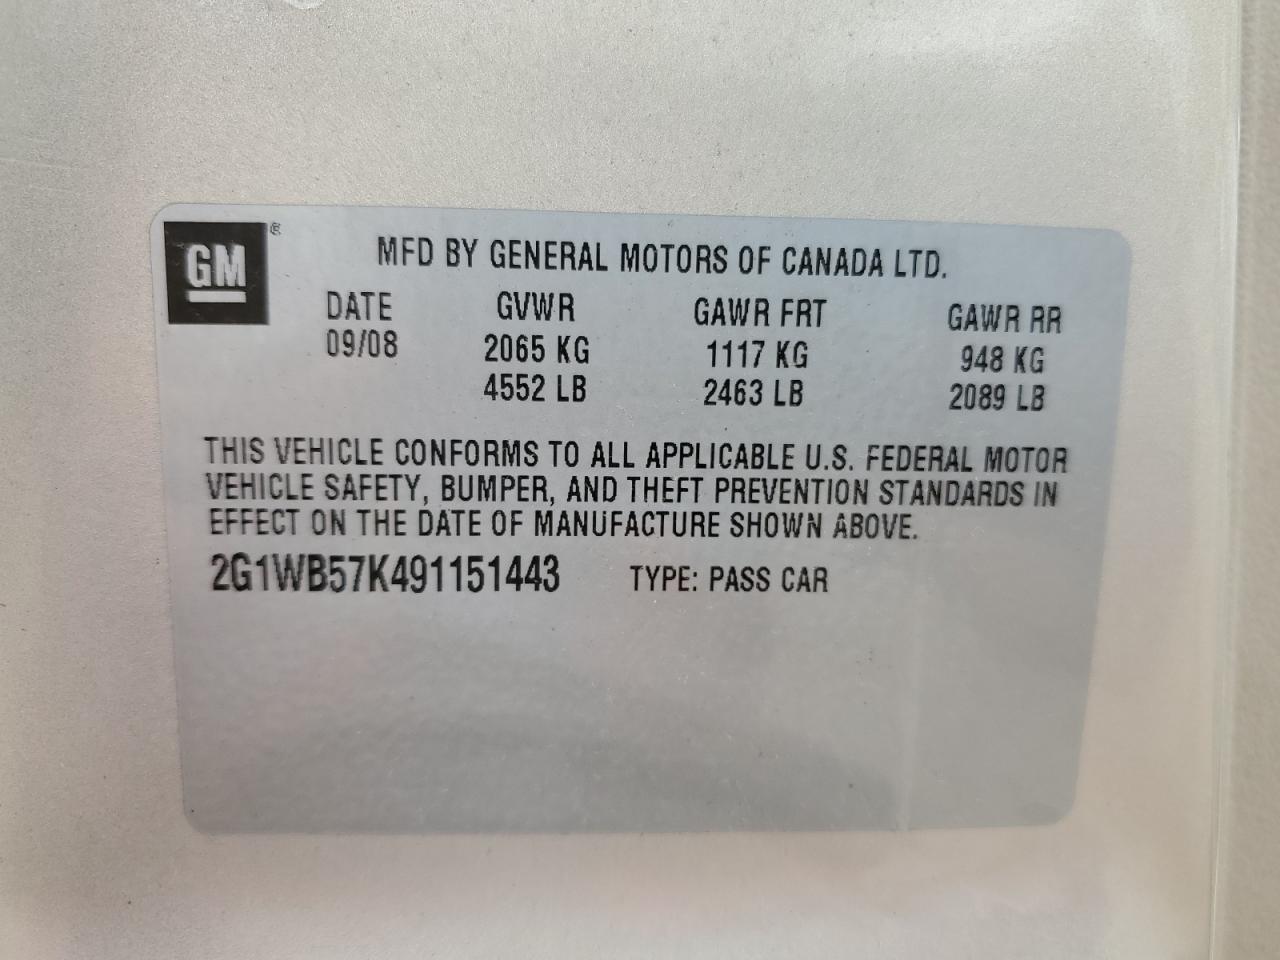 GM
MFD BY GENERAL MOTORS OF CANADA LTD.
DATE GVWR GAWR FRT GAWR RR
09/08 2065 KG 1117 KG 948 KG
4552 LB 2463 LB 2089 LB
THIS VEHICLE CONFORMS TO ALL APPLICABLE U.S. FEDERAL MOTOR
VEHICLE SAFETY, BUMPER, AND THEFT PREVENTION STANDARDS IN
EFFECT ON THE DATE OF MANUFACTURE SHOWN ABOVE.
2G1WB57K491151443 TYPE: PASS CAR